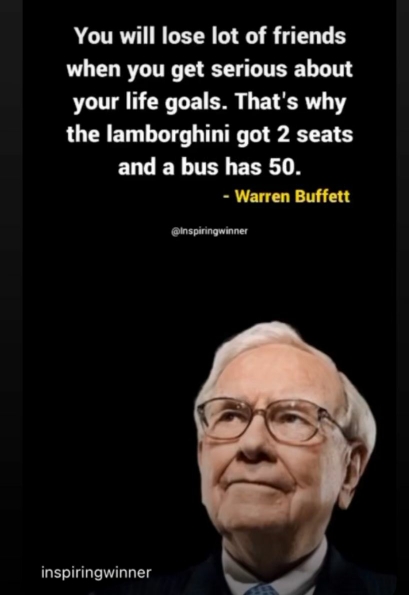 You will lose lot of friends
when you get serious about
your life goals. That's why
the lamborghini got 2 seats
and a bus has 50.
- Warren Buffett
@Inspiringwinner
inspiringwinner